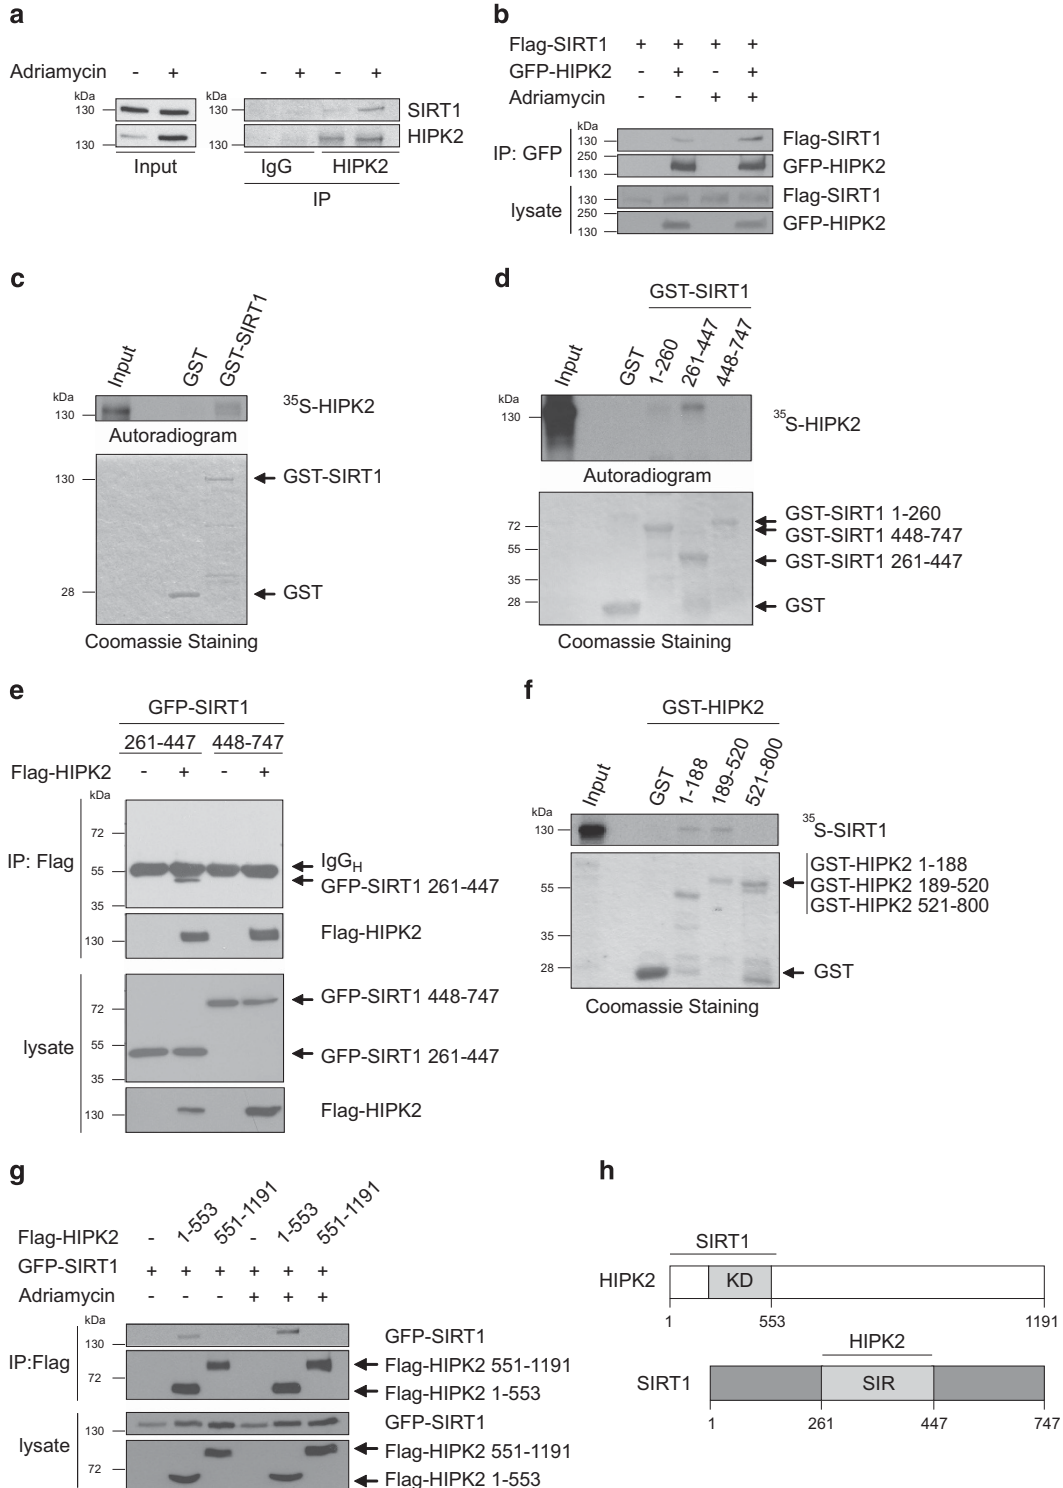 a
Adriamycin - + - + - +
kDa kDa
130 130 SIRT1
130 130 HIPK2
Input IgG HIPK2
IP
b
Flag-SIRT1 + + + +
GFP-HIPK2 - + - +
Adriamycin - - + +
kDa
IP: GFP
130 Flag-SIRT1
250
130 GFP-HIPK2
lysate
130 Flag-SIRT1
250
130 GFP-HIPK2
c
Input GST GST-SIRT1
kDa
130 35S-HIPK2
Autoradiogram
130 GST-SIRT1
28 GST
Coomassie Staining
d
GST-SIRT1
Input GST 1-260 261-447 448-747
kDa
130 35S-HIPK2
Autoradiogram
72 GST-SIRT1 1-260
GST-SIRT1 448-747
55 GST-SIRT1 261-447
35
28 GST
Coomassie Staining
e
GFP-SIRT1
261-447 448-747
Flag-HIPK2 - + - +
kDa
IP: Flag
72
55 IgGH
GFP-SIRT1 261-447
35
130 Flag-HIPK2
lysate
72 GFP-SIRT1 448-747
55 GFP-SIRT1 261-447
35
130 Flag-HIPK2
f
GST-HIPK2
Input GST 1-188 189-520 521-800
kDa
130 35S-SIRT1
GST-HIPK2 1-188
55 GST-HIPK2 189-520
GST-HIPK2 521-800
35
28 GST
Coomassie Staining
g
Flag-HIPK2 - 1-553 551-1191 - 1-553 551-1191
GFP-SIRT1 + + + + + +
Adriamycin - - - + + +
kDa
IP:Flag
130 GFP-SIRT1
Flag-HIPK2 551-1191
72 Flag-HIPK2 1-553
lysate
130 GFP-SIRT1
Flag-HIPK2 551-1191
72 Flag-HIPK2 1-553
h
SIRT1
HIPK2 KD
1 553 1191
HIPK2
SIRT1 SIR
1 261 447 747